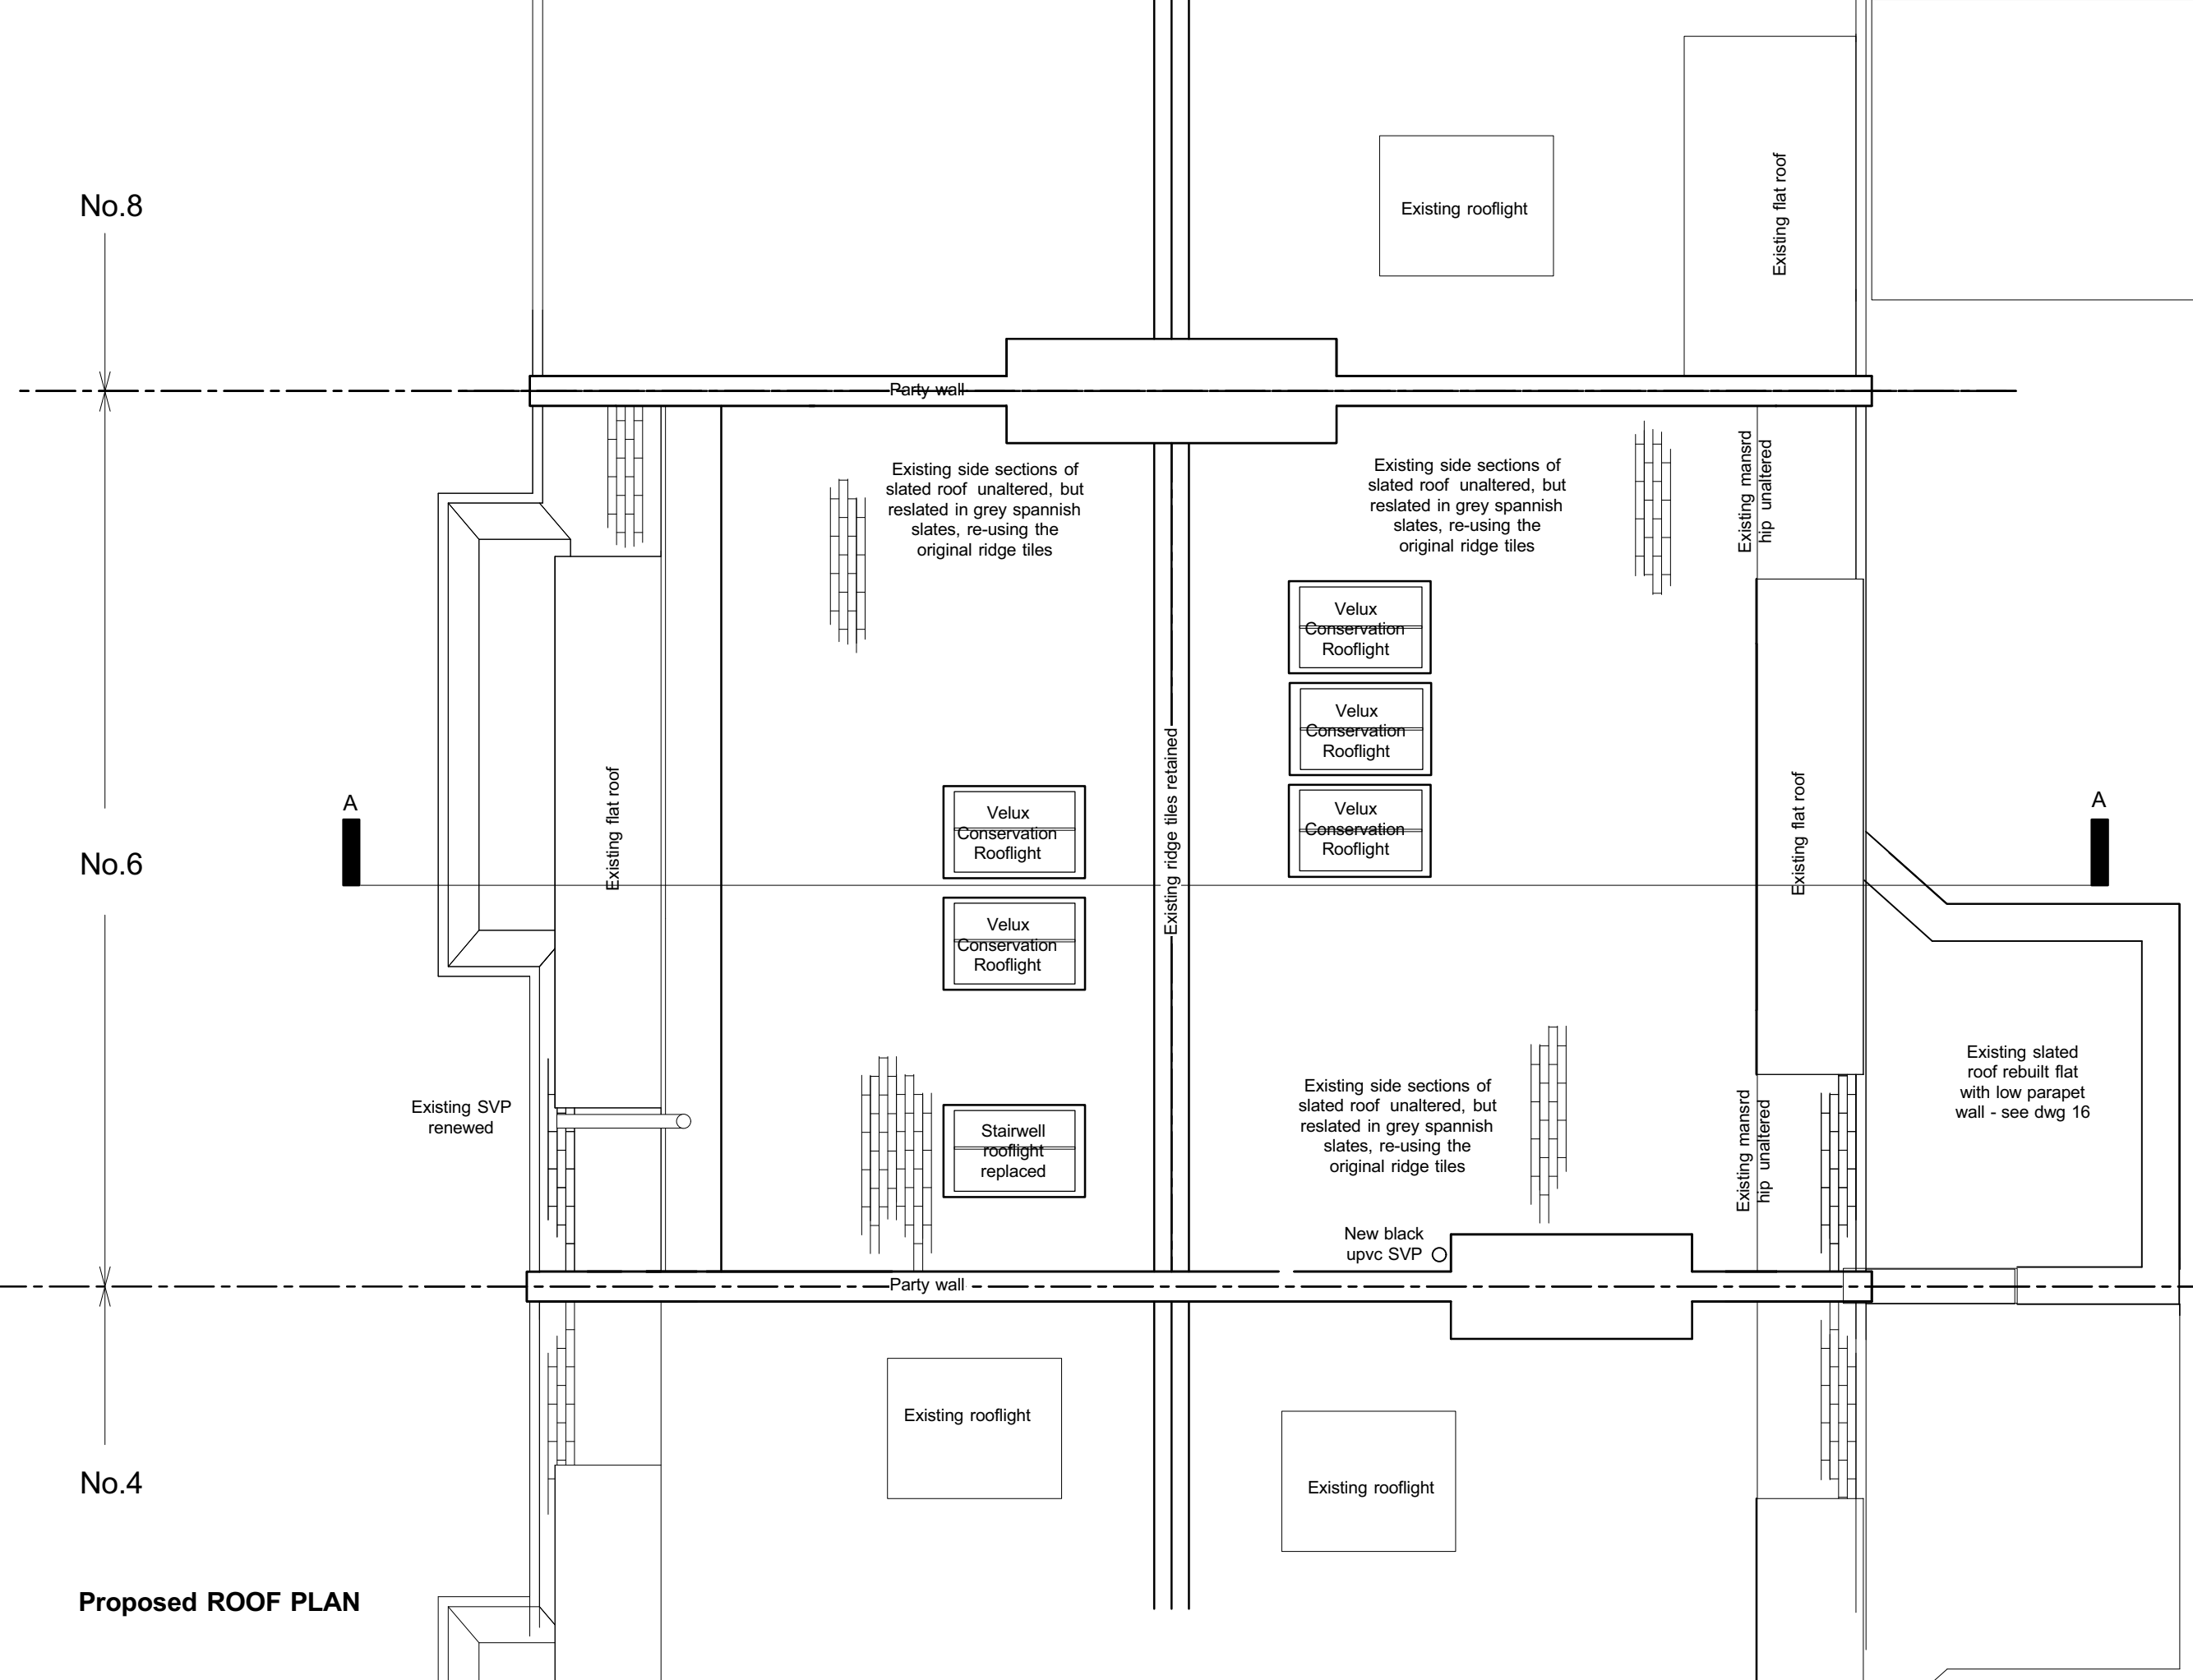 No.8
Existing rooflight
Existing flat roof
Party wall
Existing side sections of
slated roof unaltered, but
reslated in grey spannish
slates, re-using the
original ridge tiles
Existing side sections of
slated roof unaltered, but
reslated in grey spannish
slates, re-using the
original ridge tiles
Existing mansrd
hip unaltered
Velux
Conservation
Rooflight
Velux
Conservation
Rooflight
Velux
Conservation
Rooflight
Existing ridge tiles retained
A
No.6
Existing flat roof
Velux
Conservation
Rooflight
Velux
Conservation
Rooflight
Existing flat roof
A
Existing SVP
renewed
Stairwell
rooflight
replaced
Existing side sections of
slated roof unaltered, but
reslated in grey spannish
slates, re-using the
original ridge tiles
Existing mansrd
hip unaltered
Existing slated
roof rebuilt flat
with low parapet
wall - see dwg 16
New black
upvc SVP
Party wall
Existing rooflight
Existing rooflight
No.4
Proposed ROOF PLAN